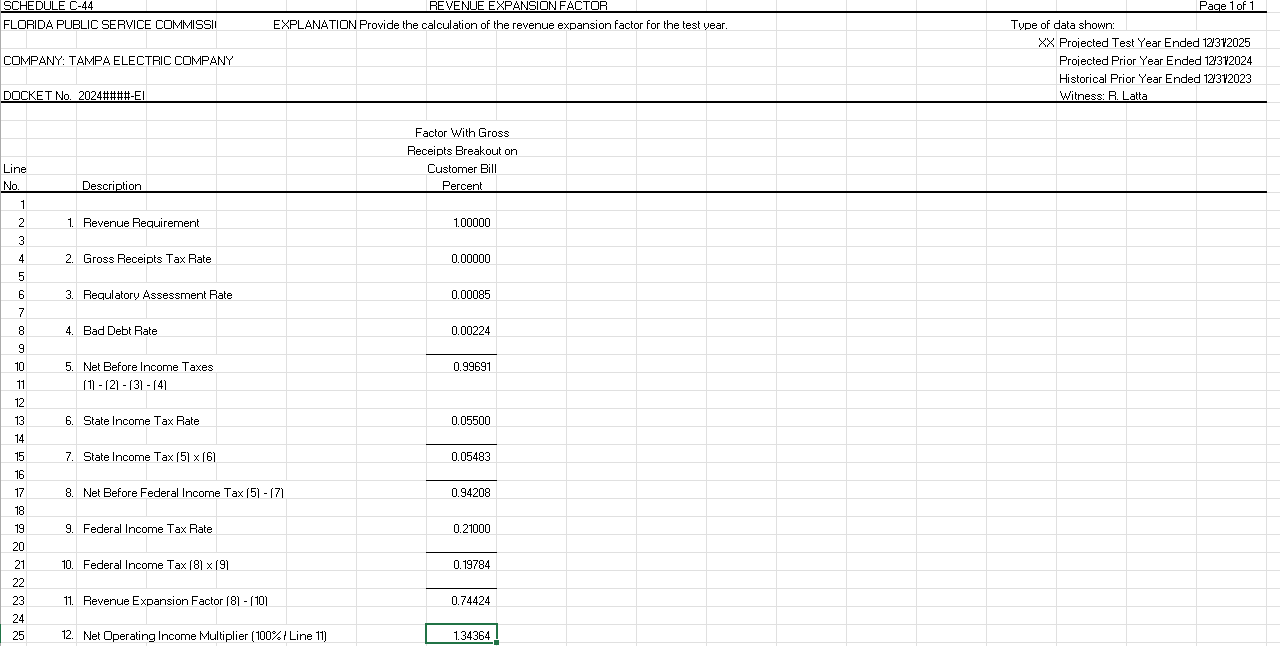 SCHEDULE C-44 REVENUE EXPANSION FACTOR Page 1 of 1
FLORIDA PUBLIC SERVICE COMMISSI EXPLANATION Provide the calculation of the revenue expansion factor for the test year. Type of data shown:
XX Projected Test Year Ended 12/31/2025
COMPANY: TAMPA ELECTRIC COMPANY Projected Prior Year Ended 12/31/2024
Historical Prior Year Ended 12/31/2023
DOCKET No. 2024####-EI Witness: R. Latta
Factor With Gross
Receipts Breakout on
Line Customer Bill
No. Description Percent
1
2 1. Revenue Requirement 1.00000
3
4 2. Gross Receipts Tax Rate 0.00000
5
6 3. Regulatory Assessment Rate 0.00085
7
8 4. Bad Debt Rate 0.00224
9
10 5. Net Before Income Taxes 0.99691
11 (1) - (2) - (3) - (4)
12
13 6. State Income Tax Rate 0.05500
14
15 7. State Income Tax (5) x (6) 0.05483
16
17 8. Net Before Federal Income Tax (5) - (7) 0.94208
18
19 9. Federal Income Tax Rate 0.21000
20
21 10. Federal Income Tax (8) x (9) 0.19784
22
23 11. Revenue Expansion Factor (8) - (10) 0.74424
24
25 12. Net Operating Income Multiplier (100% / Line 11) 1.34364